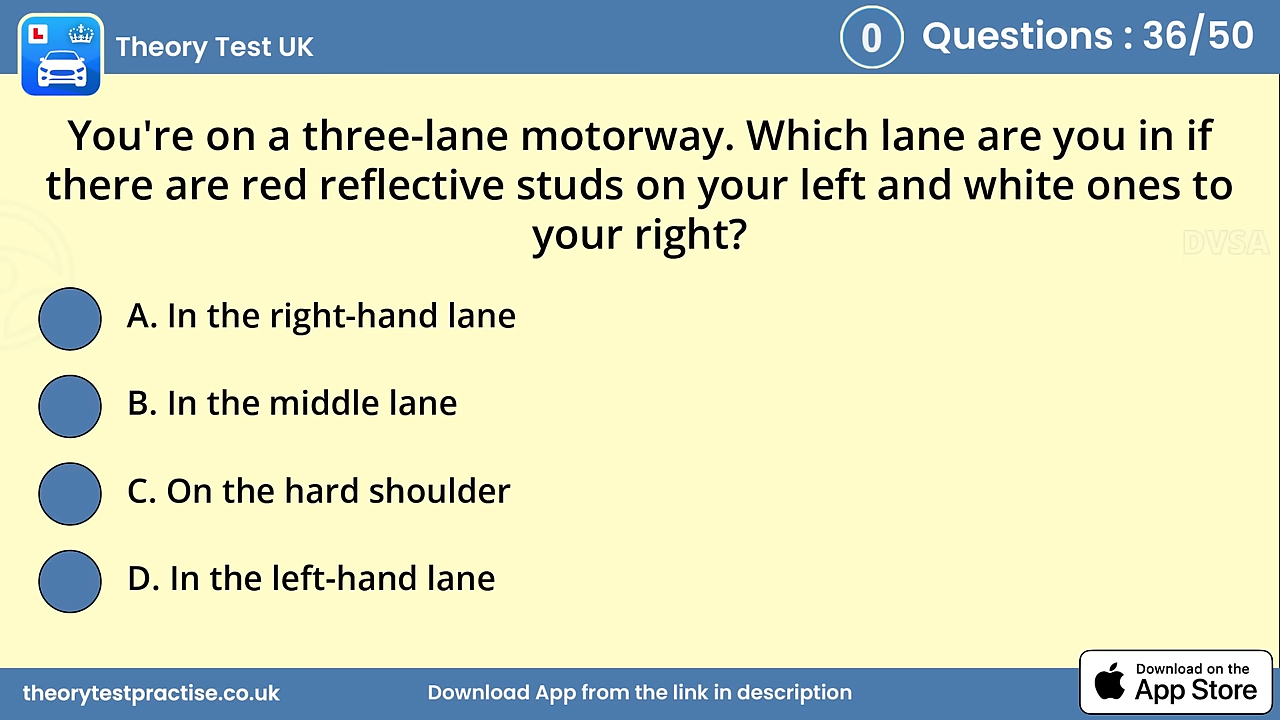 L
Theory Test UK
0
Questions : 36/50
You're on a three-lane motorway. Which lane are you in if
there are red reflective studs on your left and white ones to
your right?
DVSA
A. In the right-hand lane
B. In the middle lane
C. On the hard shoulder
D. In the left-hand lane
theorytestpractise.co.uk
Download App from the link in description
Download on the
App Store